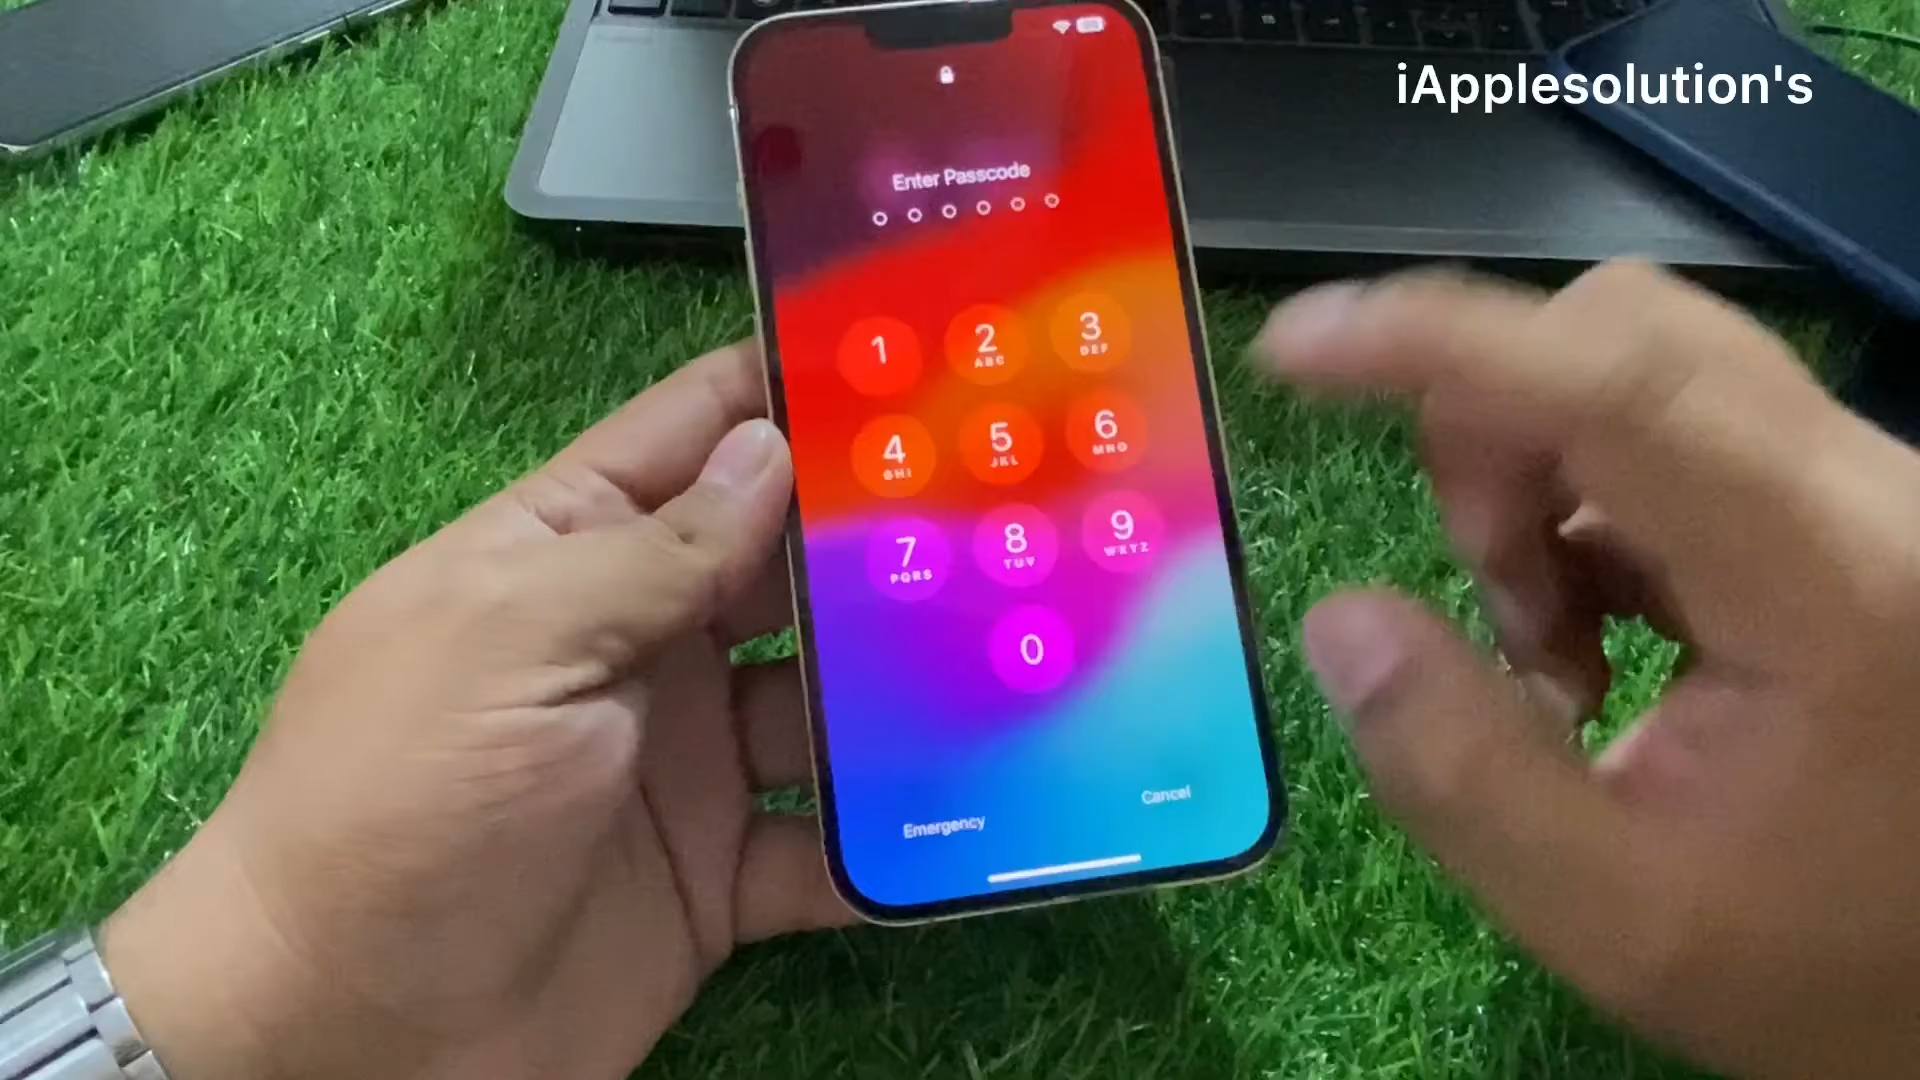 iApplesolution's
Enter Passcode
1
2
ABC
3
DEF
4
GHI
5
JKL
6
MNO
7
PQRS
8
TUV
9
WXYZ
0
Emergency
Cancel